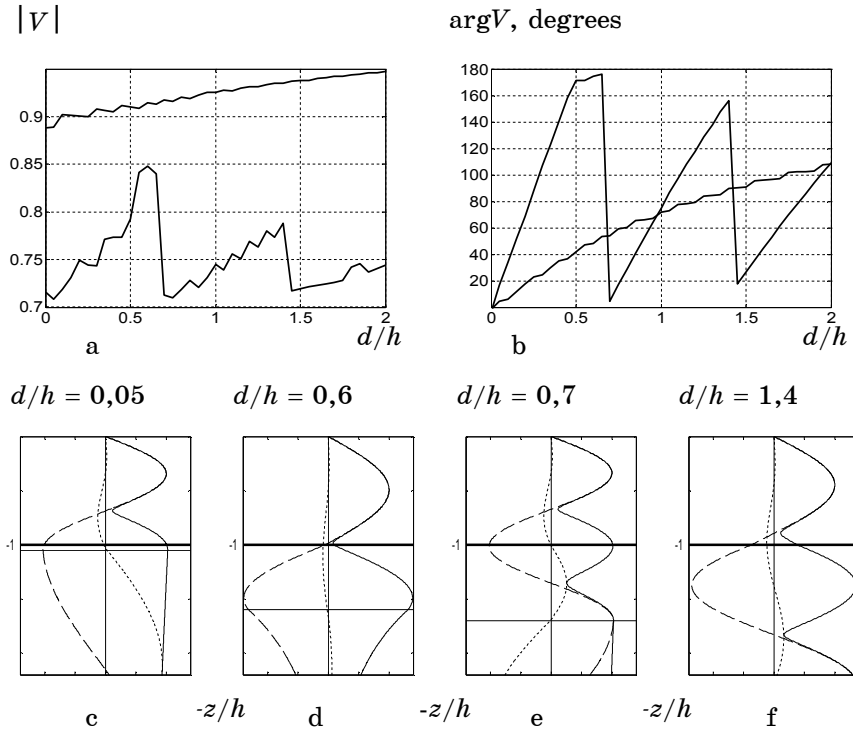 |V|
argV, degrees
0.9
0.85
0.8
0.75
0.7
0
0.5
1
1.5
2
d/h
a
180
160
140
120
100
80
60
40
20
0
0.5
1
1.5
2
d/h
b
d/h = 0,05
d/h = 0,6
d/h = 0,7
d/h = 1,4
-1
-1
-1
-1
c
-z/h
d
-z/h
e
-z/h
f